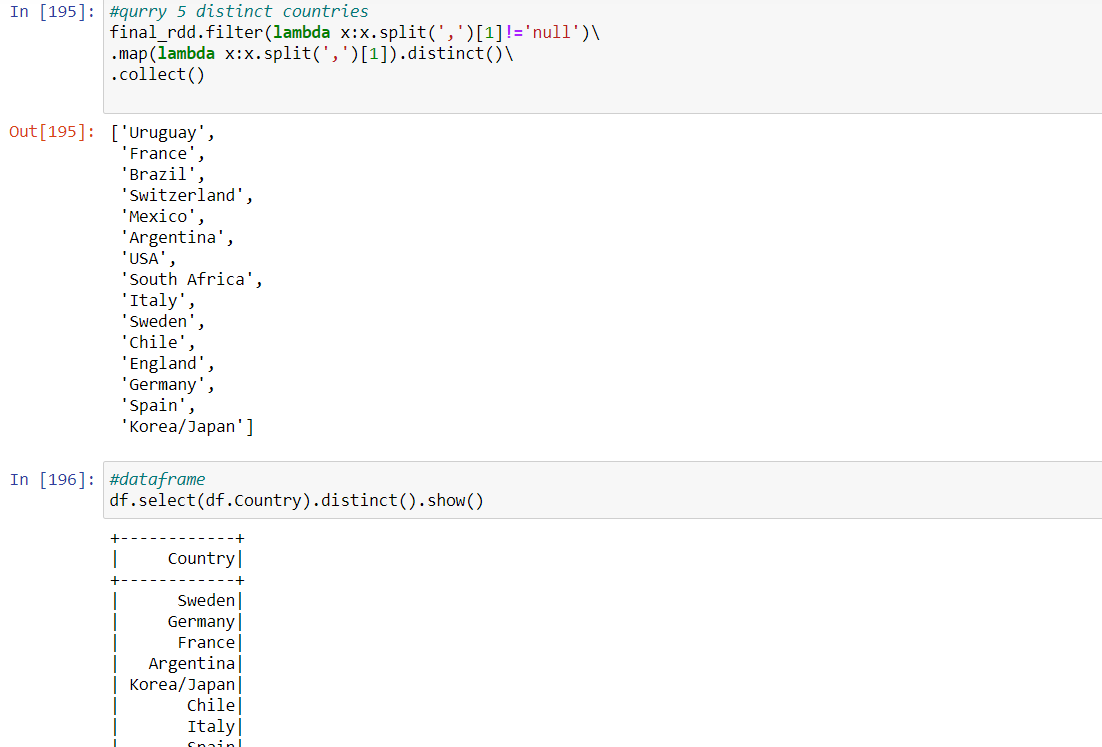 In [195]: #qurry 5 distinct countries
final_rdd.filter(lambda x:x.split(',')[1]!='null')\
.map(lambda x:x.split(',')[1]).distinct()\
.collect()
Out[195]: ['Uruguay',
'France',
'Brazil',
'Switzerland',
'Mexico',
'Argentina',
'USA',
'South Africa',
'Italy',
'Sweden',
'Chile',
'England',
'Germany',
'Spain',
'Korea/Japan']
In [196]: #dataframe
df.select(df.Country).distinct().show()
+------------+
|     Country|
+------------+
|      Sweden|
|     Germany|
|      France|
|   Argentina|
| Korea/Japan|
|       Chile|
|       Italy|
|       Spain|